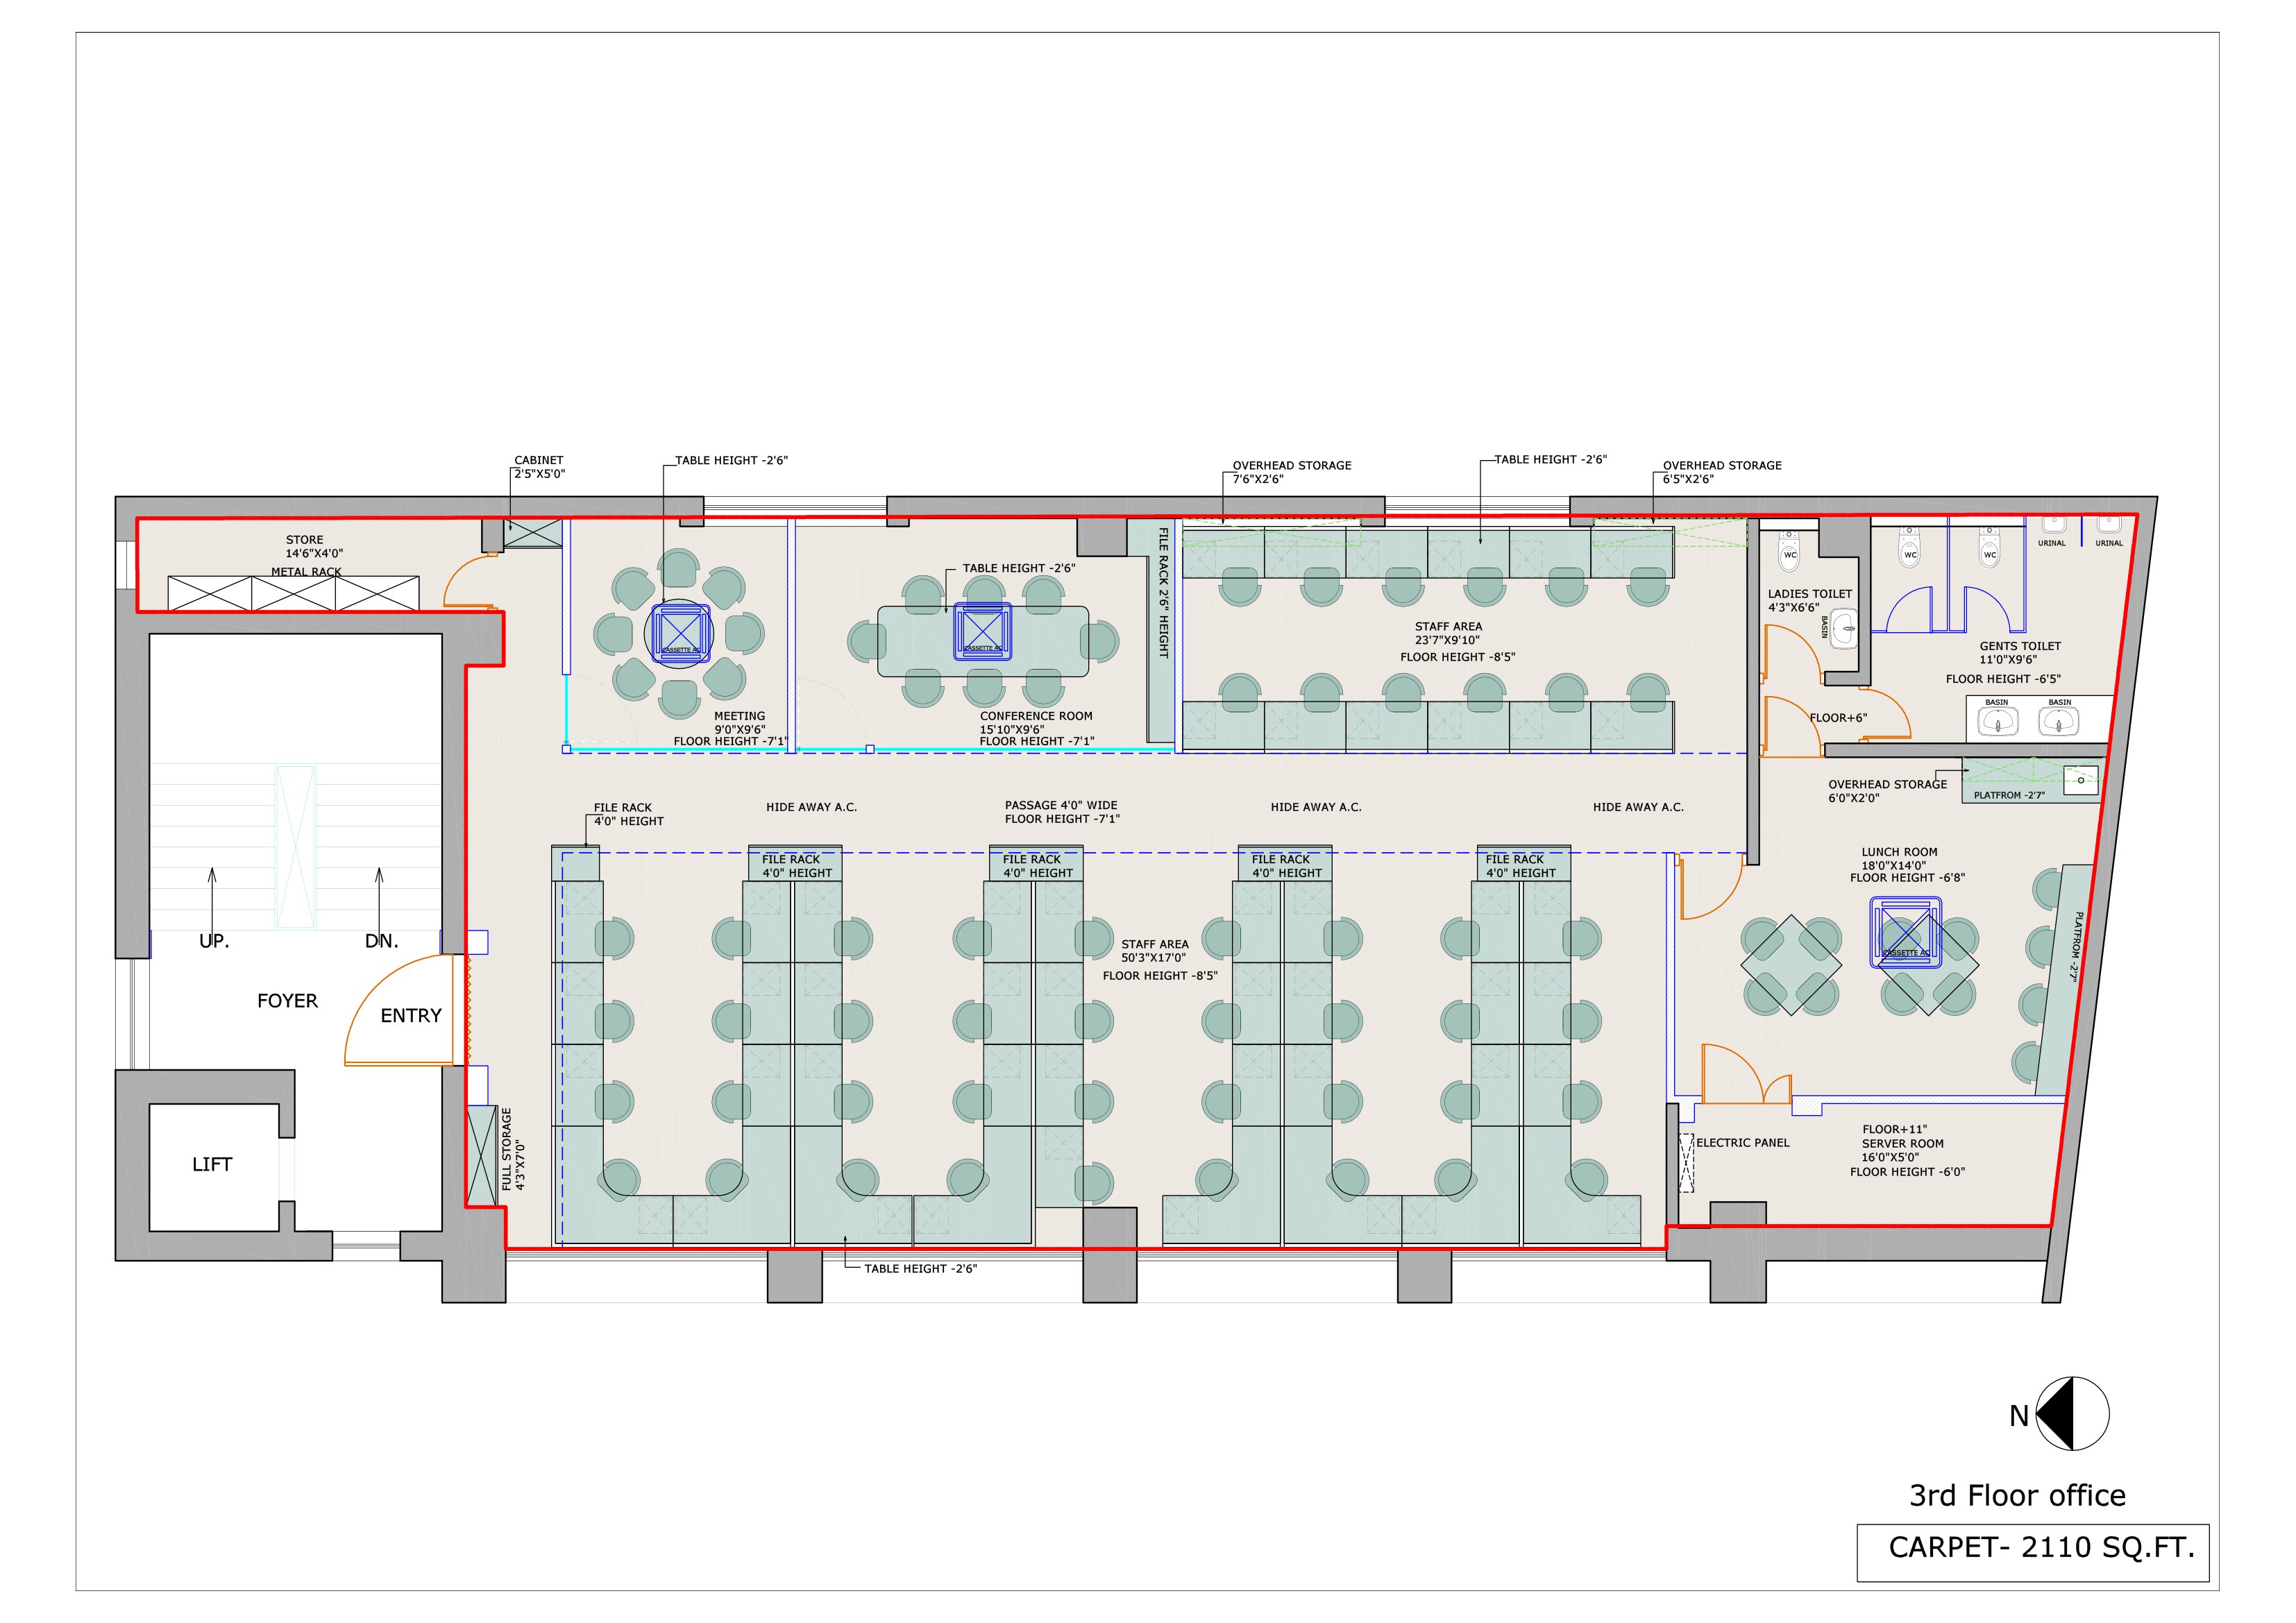 CABINET
2'5"X5'0"
TABLE HEIGHT -2'6"
OVERHEAD STORAGE
7'6"X2'6"
TABLE HEIGHT -2'6"
OVERHEAD STORAGE
6'5"X2'6"
STORE
14'6"X4'0"
METAL RACK
TABLE HEIGHT -2'6"
CASSETTE AC
CASSETTE AC
FILE RACK 2'6" HEIGHT
MEETING
9'0"X9'6"
FLOOR HEIGHT -7'1"
CONFERENCE ROOM
15'10"X9'6"
FLOOR HEIGHT -7'1"
STAFF AREA
23'7"X9'10"
FLOOR HEIGHT -8'5"
WC
LADIES TOILET
4'3"X6'6"
BASIN
WC
WC
URINAL
URINAL
GENTS TOILET
11'0"X9'6"
FLOOR HEIGHT -6'5"
BASIN
BASIN
FLOOR+6"
OVERHEAD STORAGE
6'0"X2'0"
PLATFROM -2'7"
FILE RACK
4'0" HEIGHT
HIDE AWAY A.C.
PASSAGE 4'0" WIDE
FLOOR HEIGHT -7'1"
HIDE AWAY A.C.
HIDE AWAY A.C.
FILE RACK
4'0" HEIGHT
FILE RACK
4'0" HEIGHT
FILE RACK
4'0" HEIGHT
FILE RACK
4'0" HEIGHT
LUNCH ROOM
18'0"X14'0"
FLOOR HEIGHT -6'8"
CASSETTE AC
PLATFROM -2'7"
UP.
DN.
FOYER
ENTRY
LIFT
STAFF AREA
50'3"X17'0"
FLOOR HEIGHT -8'5"
FULL STORAGE
4'3"X7'0"
ELECTRIC PANEL
FLOOR+11"
SERVER ROOM
16'0"X5'0"
FLOOR HEIGHT -6'0"
TABLE HEIGHT -2'6"
N
3rd Floor office
CARPET- 2110 SQ.FT.